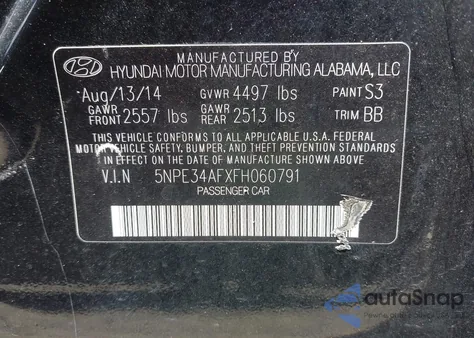 MANUFACTURED BY
HYUNDAI MOTOR MANUFACTURING ALABAMA, LLC
Aug/13/14 GVWR 4497 lbs PAINT S3
GAWR FRONT 2557 lbs GAWR REAR 2513 lbs TRIM BB
THIS VEHICLE CONFORMS TO ALL APPLICABLE U.S.A. FEDERAL
MOTOR VEHICLE SAFETY, BUMPER, AND THEFT PREVENTION STANDARDS
IN EFFECT ON THE DATE OF MANUFACTURE SHOWN ABOVE.
V.I.N 5NPE34AFXFH060791
PASSENGER CAR
autoSnap